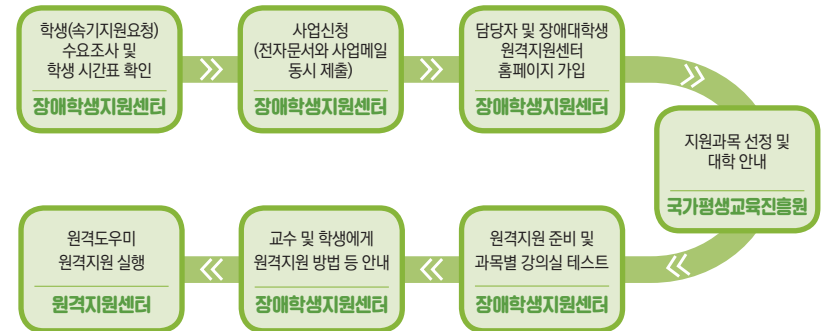 학생(속기지원요청)
수요조사 및
학생 시간표 확인
장애학생지원센터
사업신청
(전자문서와 사업메일
동시 제출)
장애학생지원센터
담당자 및 장애대학생
원격지원센터
홈페이지 가입
장애학생지원센터
지원과목 선정 및
대학 안내
국가평생교육진흥원
원격지원 준비 및
과목별 강의실 테스트
장애학생지원센터
교수 및 학생에게
원격지원 방법 등 안내
장애학생지원센터
원격도우미
원격지원 실행
원격지원센터